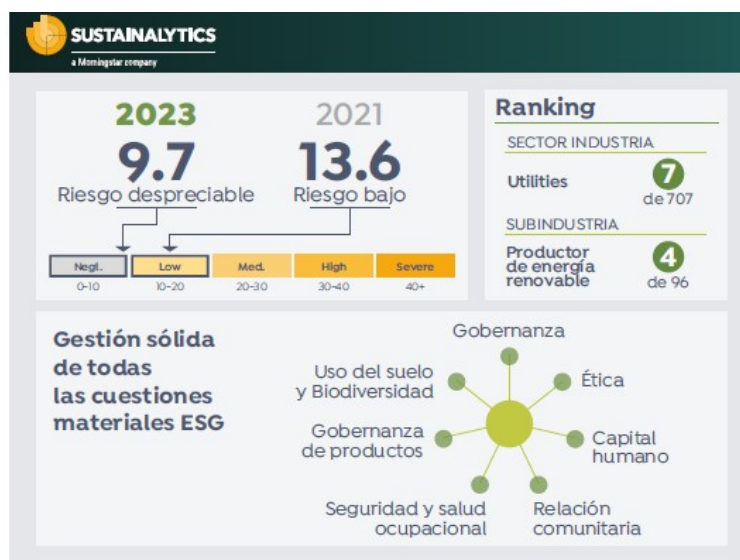 SUSTAINALYTICS
a Morningstar company
2023
9.7
Riesgo despreciable
2021
13.6
Riesgo bajo
Negl.
Low
Med.
High
Severe
0-10
10-20
20-30
30-40
40+
Ranking
SECTOR INDUSTRIA
Utilities
7
de 707
SUBINDUSTRIA
Productor
de energía
renovable
4
de 96
Gestión sólida
de todas
las cuestiones
materiales ESG
Gobernanza
Ética
Capital
humano
Relación
comunitaria
Seguridad y salud
ocupacional
Gobernanza
de productos
Uso del suelo
y Biodiversidad